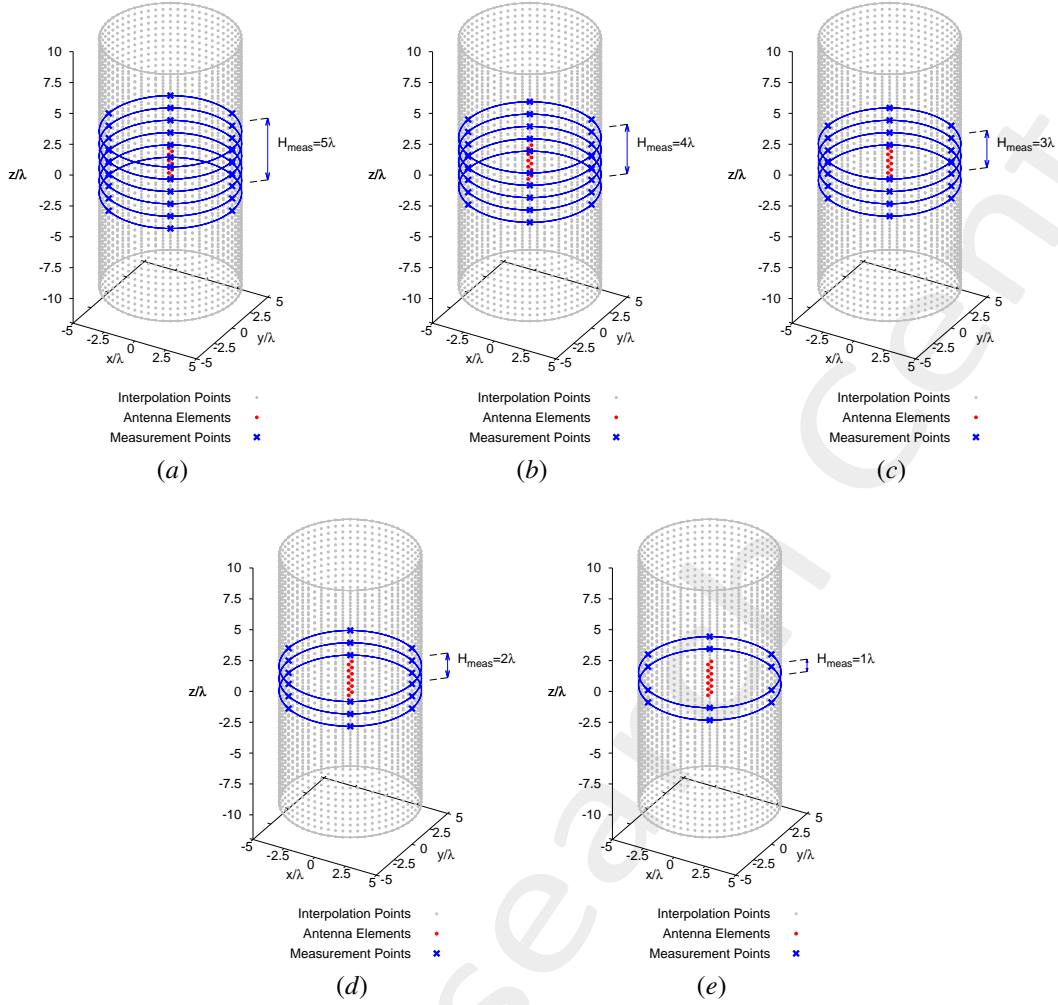 10
7.5
5
2.5
z/λ
0
-2.5
-5
-7.5
-10
-5
-2.5
0
2.5
5
x/λ
-5
-2.5
0
2.5
5
y/λ
Hmeas=5λ
Interpolation Points
Antenna Elements
Measurement Points
(a)
10
7.5
5
2.5
z/λ
0
-2.5
-5
-7.5
-10
-5
-2.5
0
2.5
5
x/λ
-5
-2.5
0
2.5
5
y/λ
Hmeas=4λ
Interpolation Points
Antenna Elements
Measurement Points
(b)
10
7.5
5
2.5
z/λ
0
-2.5
-5
-7.5
-10
-5
-2.5
0
2.5
5
x/λ
-5
-2.5
0
2.5
5
y/λ
Hmeas=3λ
Interpolation Points
Antenna Elements
Measurement Points
(c)
10
7.5
5
2.5
z/λ
0
-2.5
-5
-7.5
-10
-5
-2.5
0
2.5
5
x/λ
-5
-2.5
0
2.5
5
y/λ
Hmeas=2λ
Interpolation Points
Antenna Elements
Measurement Points
(d)
10
7.5
5
2.5
z/λ
0
-2.5
-5
-7.5
-10
-5
-2.5
0
2.5
5
x/λ
-5
-2.5
0
2.5
5
y/λ
Hmeas=1λ
Interpolation Points
Antenna Elements
Measurement Points
(e)
search Cent